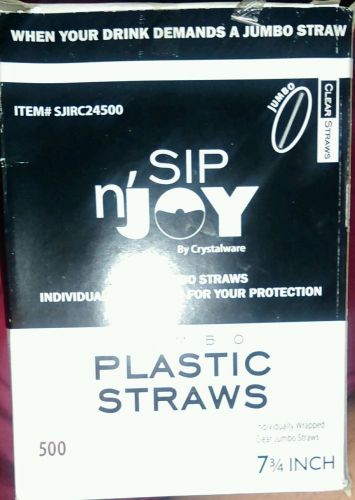 WHEN YOUR DRINK DEMANDS A JUMBO STRAW
ITEM# SJIRC24500
JUMBO
CLEAR STRAWS
SIP
n'JOY
By Crystalware
STRAWS
FOR YOUR PROTECTION
PLASTIC
STRAWS
500
Individually Wrapped
Clear Jumbo Straws
7¾ INCH